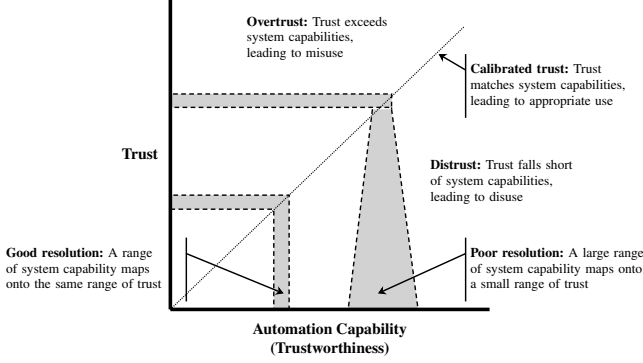 Overtrust: Trust exceeds
system capabilities,
leading to misuse
Calibrated trust: Trust
matches system capabilities,
leading to appropriate use
Trust
Distrust: Trust falls short
of system capabilities,
leading to disuse
Good resolution: A range
of system capability maps
onto the same range of trust
Poor resolution: A large range
of system capability maps onto
a small range of trust
Automation Capability
(Trustworthiness)